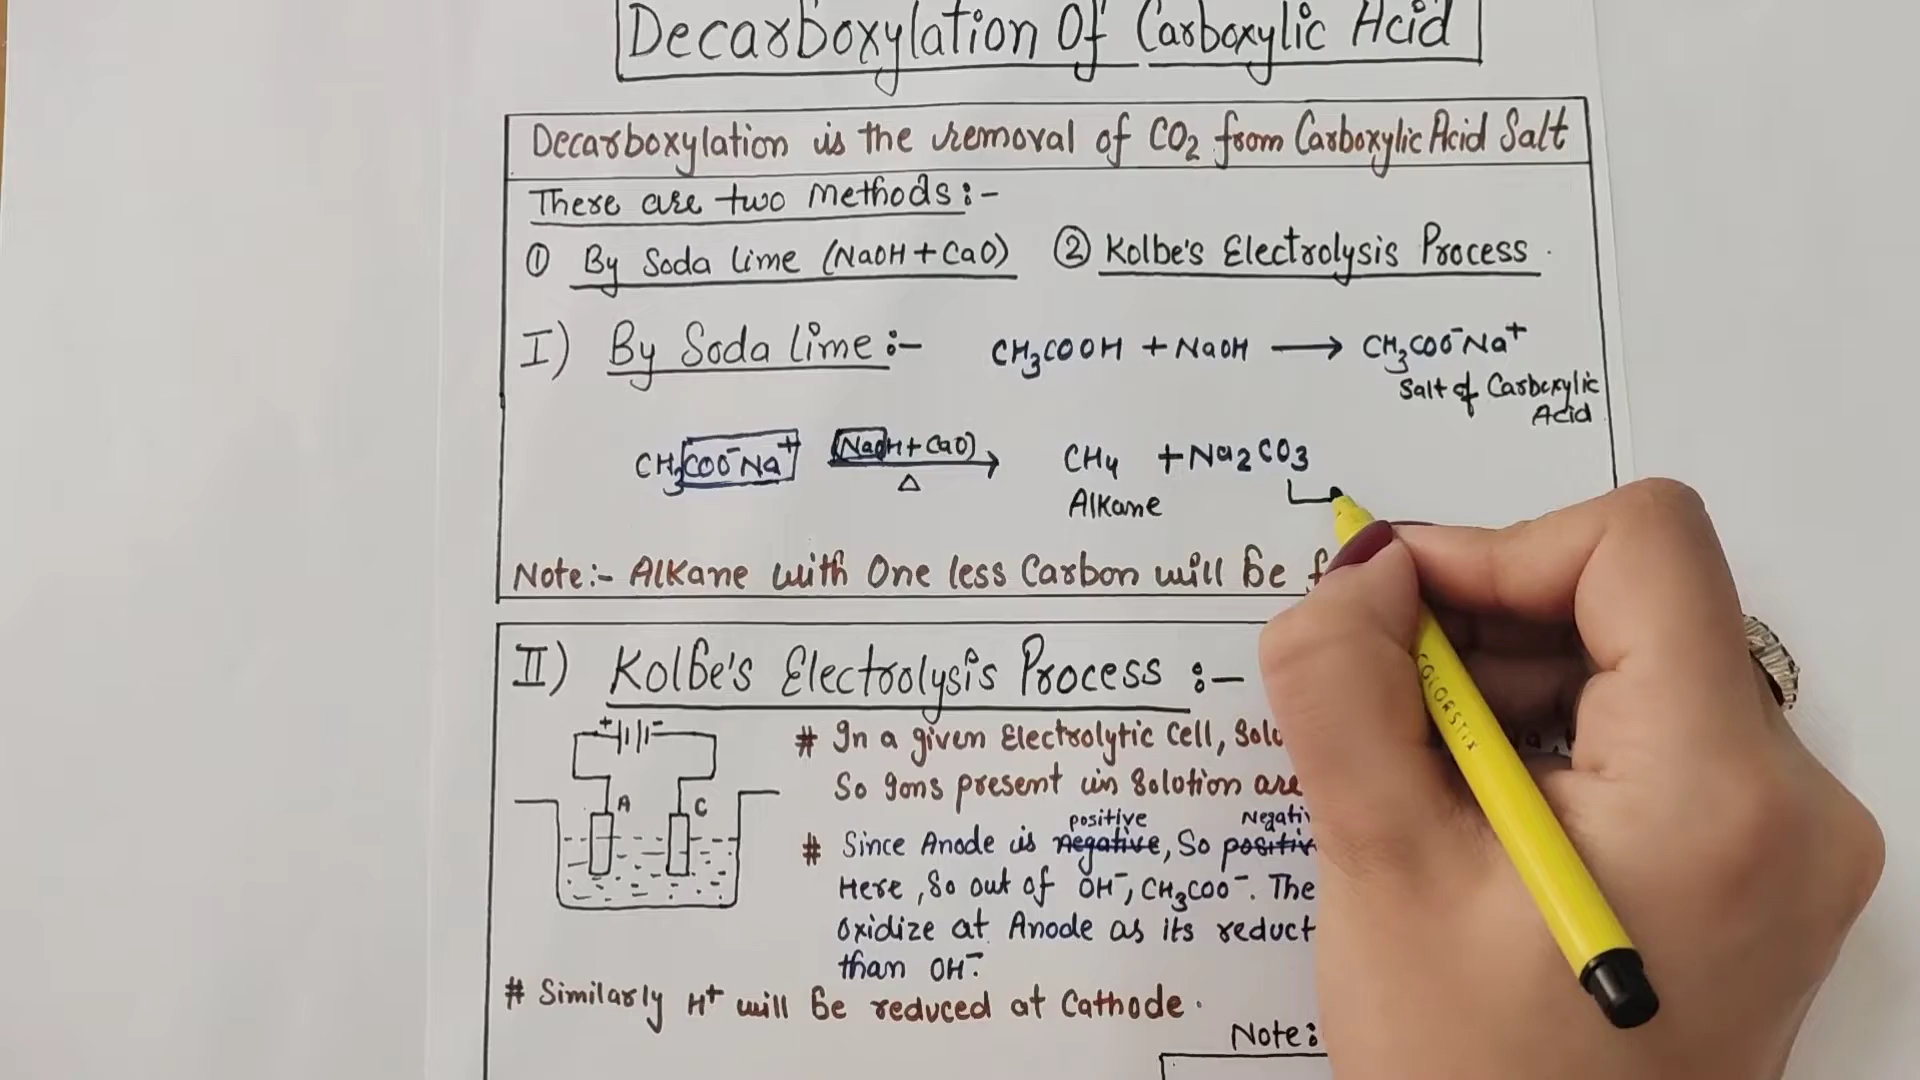 Decarboxylation Of Carboxylic Acid
Decarboxylation is the removal of CO₂ from Carboxylic Acid Salt
There are two Methods:-
① By Soda lime (NaOH+CaO) ② Kolbe's Electrolysis Process.
I) By Soda lime:- CH₃COOH + NaOH ⟶ CH₃COO⁻Na⁺
Salt of Carboxylic
Acid
CH₃COO⁻Na⁺ (NaOH+CaO) CH₄ + Na₂CO₃
△
Alkane
Note:- Alkane with One less Carbon will be
II) Kolbe's Electrolysis Process:-
+ -
# In a given Electrolytic Cell,
So Ions present in Solution are
A C
positive
# Since Anode is negative, So
Here, So out of OH⁻, CH₃COO⁻. The
Oxidize at Anode as its
than OH⁻.
# Similarly H⁺ will be reduced at Cathode.
Note:
COLORSTIX